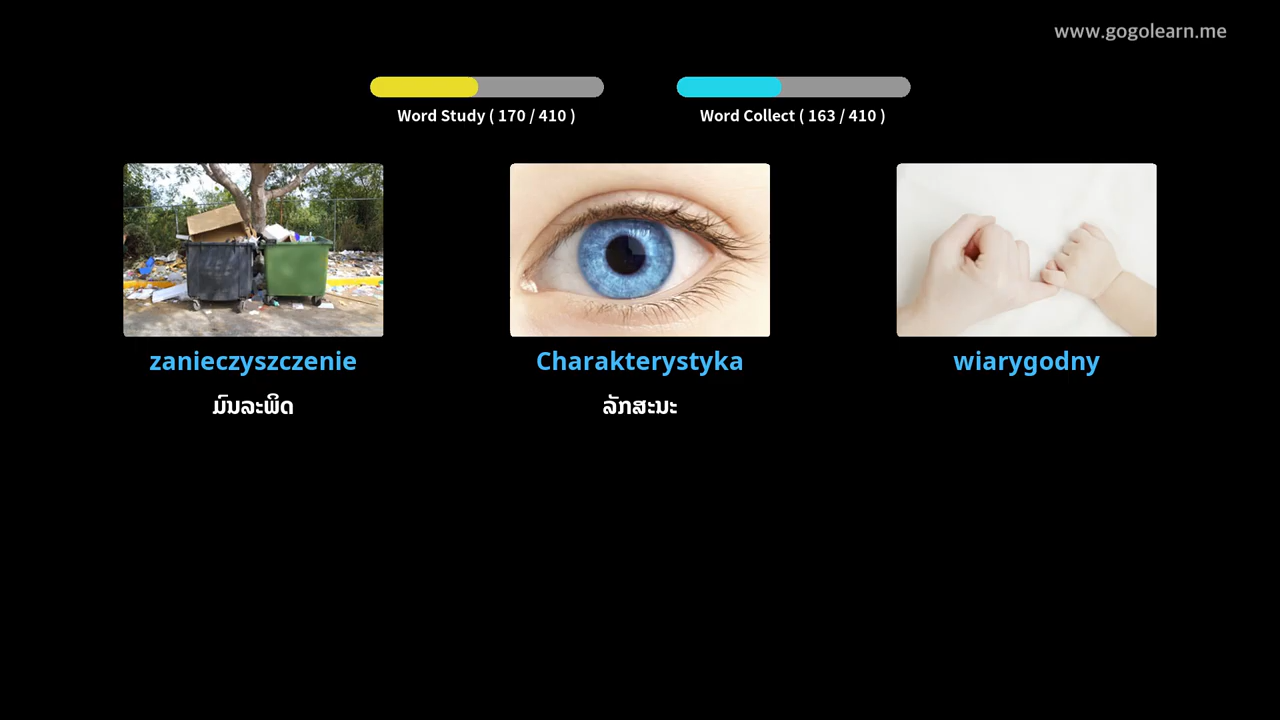 www.gogolearn.me
Word Study ( 170 / 410 )
Word Collect ( 163 / 410 )
zanieczyszczenie
Charakterystyka
wiarygodny
ມົນລະພິດ
ລັກສະນະ